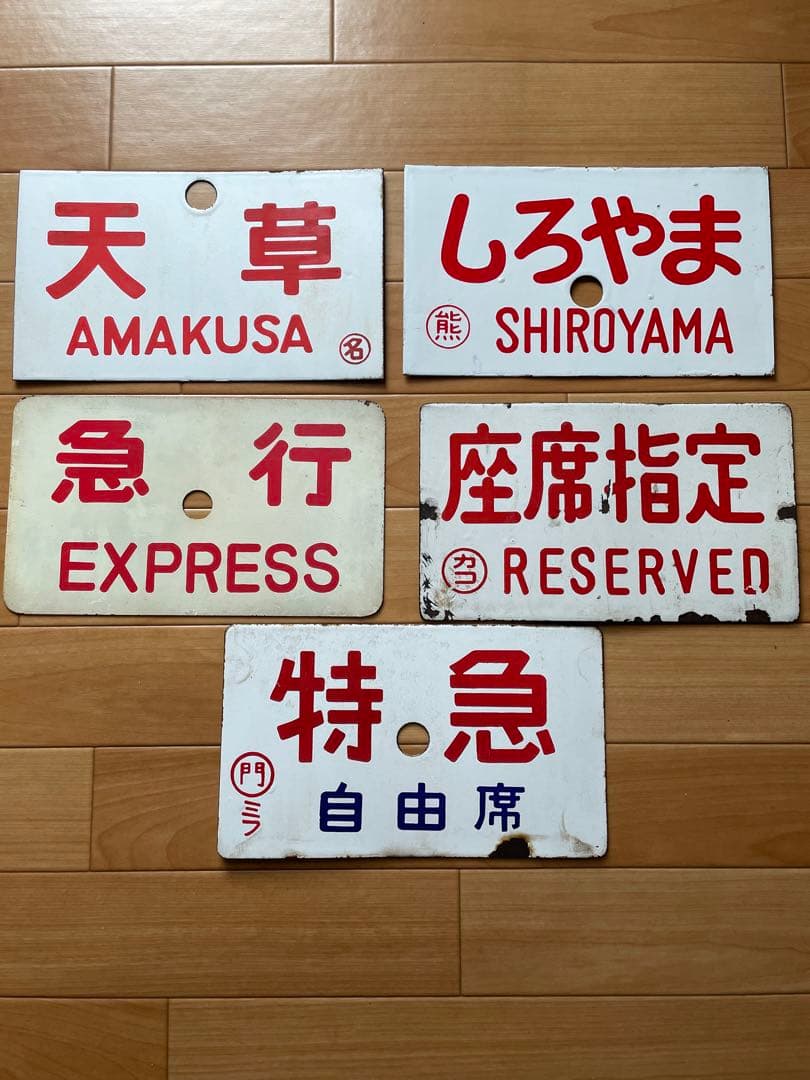 天草
AMAKUSA 名
しろやま
熊 SHIROYAMA
急行
EXPRESS
座席指定
カコ RESERVED
特急
門ミラ 自由席